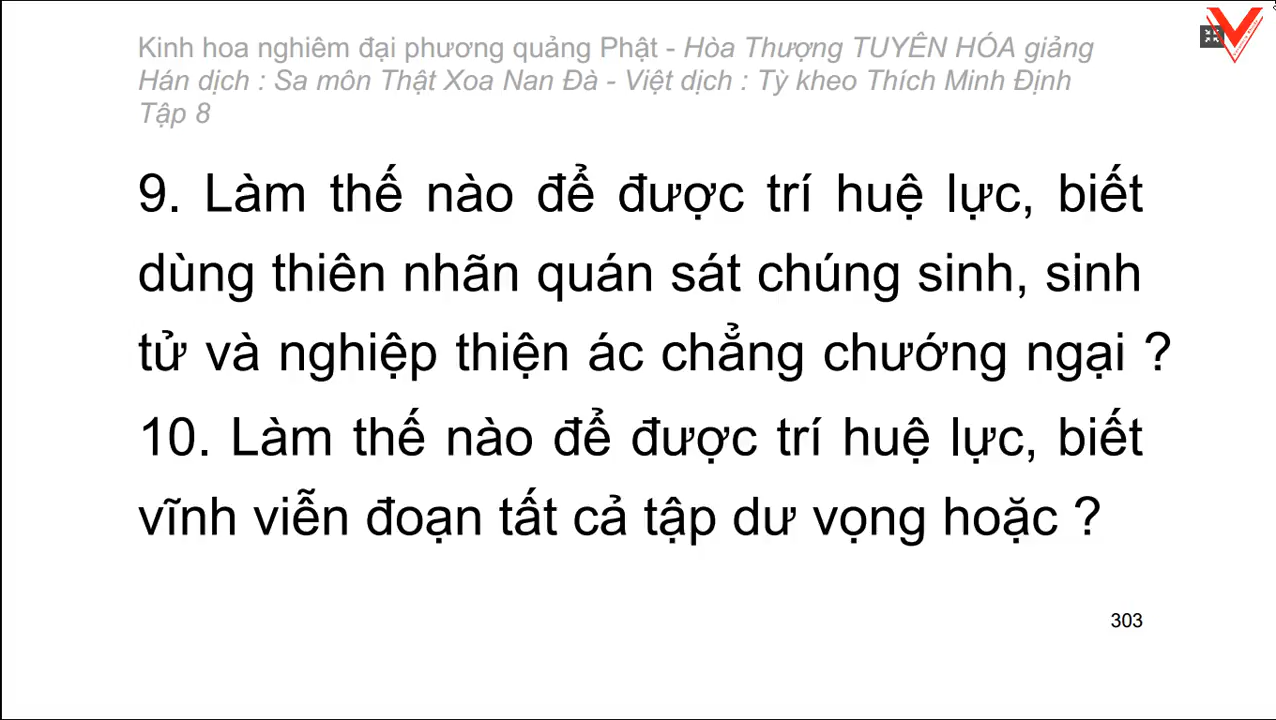 Kinh hoa nghiêm đại phương quảng Phật - Hòa Thượng TUYÊN HÓA giảng
Hán dịch : Sa môn Thật Xoa Nan Đà - Việt dịch : Tỳ kheo Thích Minh Định
Tập 8
9. Làm thế nào để được trí huệ lực, biết
dùng thiên nhãn quán sát chúng sinh, sinh
tử và nghiệp thiện ác chẳng chướng ngại ?
10. Làm thế nào để được trí huệ lực, biết
vĩnh viễn đoạn tất cả tập dư vọng hoặc ?
303